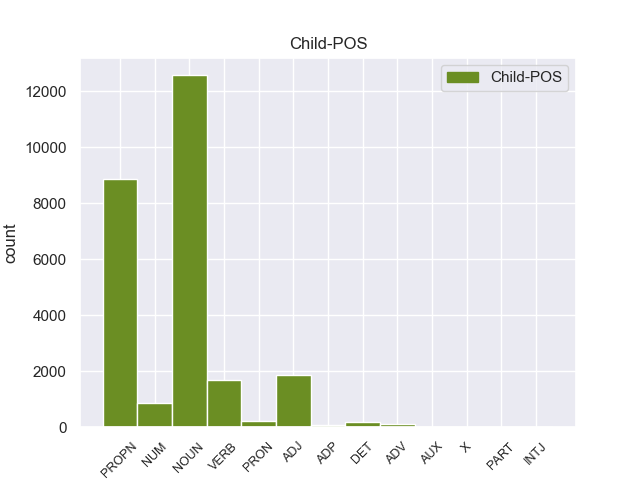 Child-POS
Child-POS
count
12000
10000
8000
6000
4000
2000
0
PROPN NUM NOUN VERB PRON ADJ ADP DET ADV AUX X PART INTJ